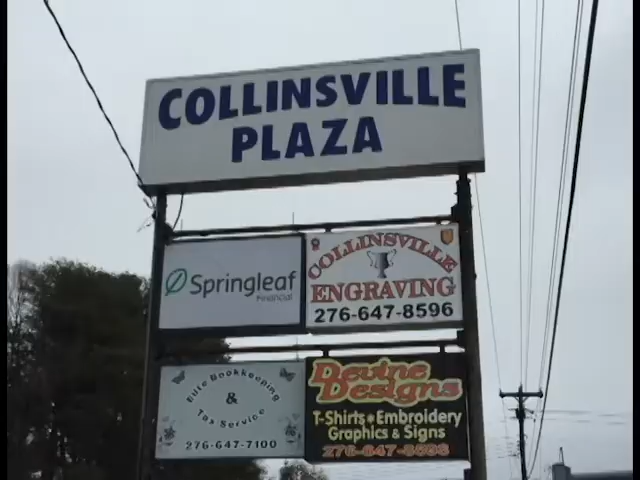 COLLINSVILLE
PLAZA
Springleaf
Financial
COLLINSVILLE
ENGRAVING
276-647-8596
Elite Bookkeeping
&
Tax Service
276-647-7100
Devine
Designs
T-Shirts • Embroidery
Graphics & Signs